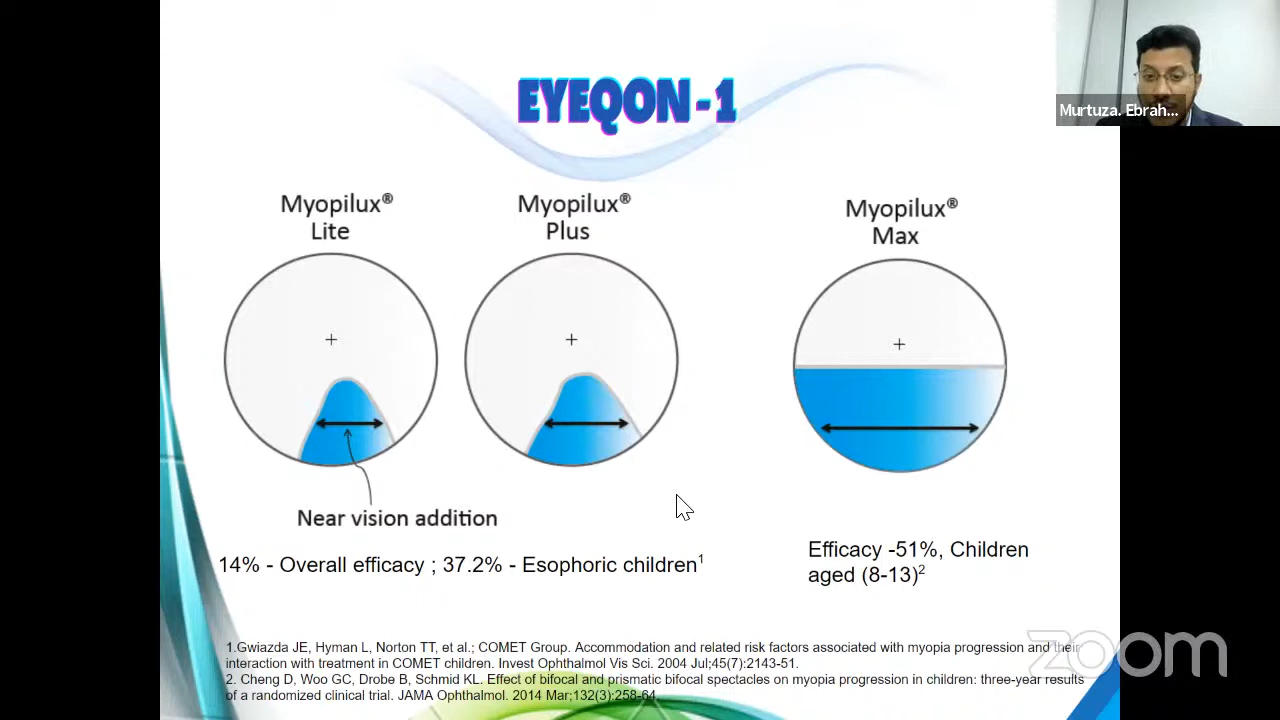 EYEQON - 1
Murtuza. Ebrah...
Myopilux®
Lite
Myopilux®
Plus
Myopilux®
Max
Near vision addition
14% - Overall efficacy ; 37.2% - Esophoric children1
Efficacy -51%, Children
aged (8-13)2
1.Gwiazda JE, Hyman L, Norton TT, et al.; COMET Group. Accommodation and related risk factors associated with myopia progression and their
interaction with treatment in COMET children. Invest Ophthalmol Vis Sci. 2004 Jul;45(7):2143-51.
2. Cheng D, Woo GC, Drobe B, Schmid KL. Effect of bifocal and prismatic bifocal spectacles on myopia progression in children: three-year results
of a randomized clinical trial. JAMA Ophthalmol. 2014 Mar;132(3):258-64.
zoom